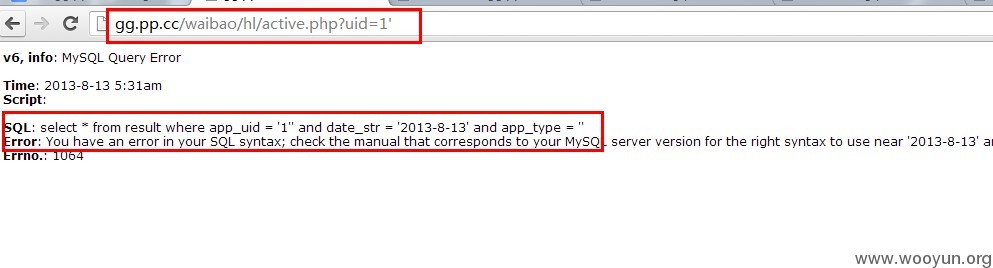 gg.pp.cc/waibao/hl/active.php?uid=1'
v6, info: MySQL Query Error
Time: 2013-8-13 5:31am
Script:
SQL: select * from result where app_uid = '1'' and date_str = '2013-8-13' and app_type = ''
Error: You have an error in your SQL syntax; check the manual that corresponds to your MySQL server version for the right syntax to use near '2013-8-13' a
Errno.: 1064
www.wooyun.org